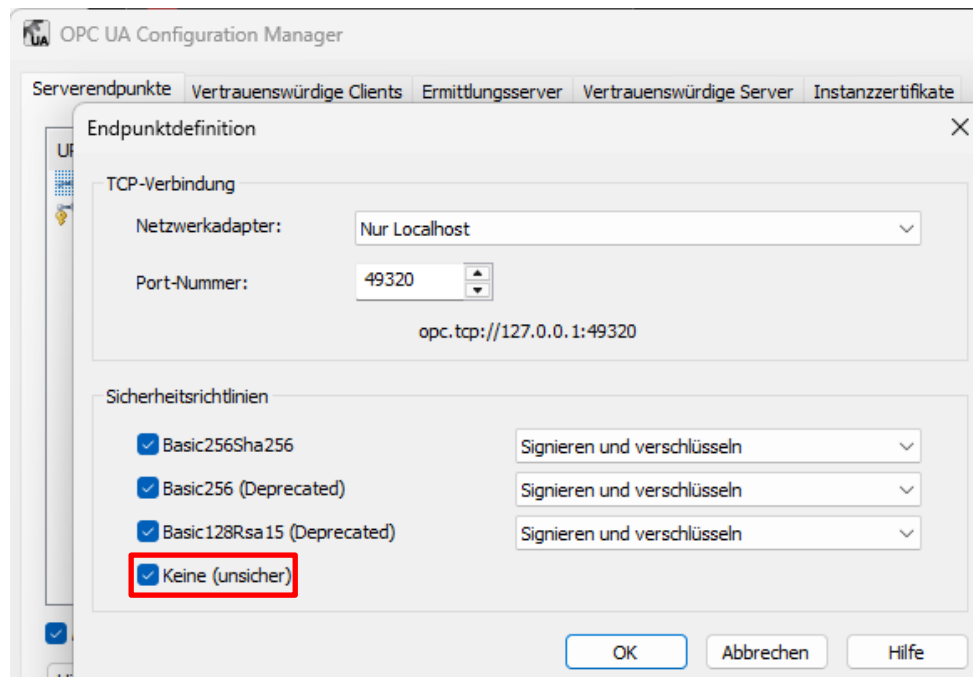 OPC UA Configuration Manager
Serverendpunkte Vertrauenswürdige Clients Ermittlungsserver Vertrauenswürdige Server Instanzzertifikate
Endpunktdefinition
TCP-Verbindung
Netzwerkadapter: Nur Localhost
Port-Nummer: 49320
opc.tcp://127.0.0.1:49320
Sicherheitsrichtlinien
Basic256Sha256 Signieren und verschlüsseln
Basic256 (Deprecated) Signieren und verschlüsseln
Basic128Rsa15 (Deprecated) Signieren und verschlüsseln
Keine (unsicher)
OK Abbrechen Hilfe